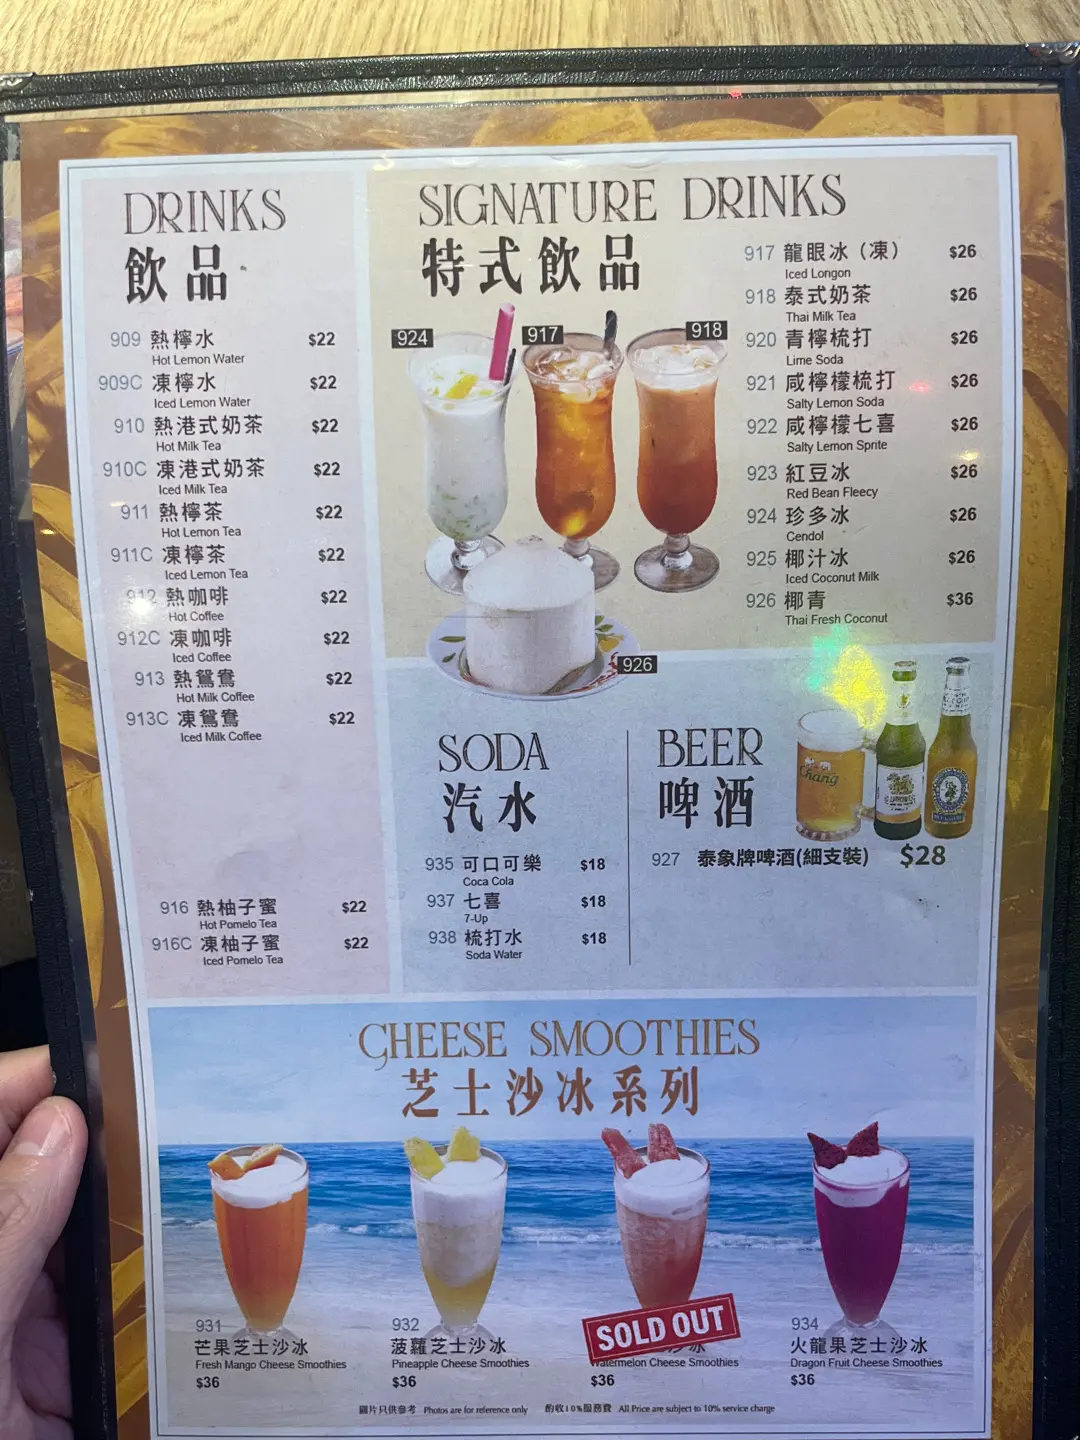 DRINKS
飲品
909 熱檸水 $22
Hot Lemon Water
909C 凍檸水 $22
Iced Lemon Water
910 熱港式奶茶 $22
Hot Milk Tea
910C 凍港式奶茶 $22
Iced Milk Tea
911 熱檸茶 $22
Hot Lemon Tea
911C 凍檸茶 $22
Iced Lemon Tea
912 熱咖啡 $22
Hot Coffee
912C 凍咖啡 $22
Iced Coffee
913 熱鴛鴦 $22
Hot Milk Coffee
913C 凍鴛鴦 $22
Iced Milk Coffee
916 熱柚子蜜 $22
Hot Pomelo Tea
916C 凍柚子蜜 $22
Iced Pomelo Tea
SIGNATURE DRINKS
特式飲品
924
917
918
926
917 龍眼冰（凍） $26
Iced Longon
918 泰式奶茶 $26
Thai Milk Tea
920 青檸梳打 $26
Lime Soda
921 咸檸檬梳打 $26
Salty Lemon Soda
922 咸檸檬七喜 $26
Salty Lemon Sprite
923 紅豆冰 $26
Red Bean Fleecy
924 珍多冰 $26
Cendol
925 椰汁冰 $26
Iced Coconut Milk
926 椰青 $36
Thai Fresh Coconut
SODA
汽水
935 可口可樂 $18
Coca Cola
937 七喜 $18
7-Up
938 梳打水 $18
Soda Water
BEER
啤酒
Chang
927 泰象牌啤酒(細支裝) $28
CHEESE SMOOTHIES
芝士沙冰系列
931
芒果芝士沙冰
Fresh Mango Cheese Smoothies
$36
932
菠蘿芝士沙冰
Pineapple Cheese Smoothies
$36
SOLD OUT
沙冰
Watermelon Cheese Smoothies
$36
934
火龍果芝士沙冰
Dragon Fruit Cheese Smoothies
$36
圖片只供參考 Photos are for reference only 酌收10%服務費 All Price are subject to 10% service charge